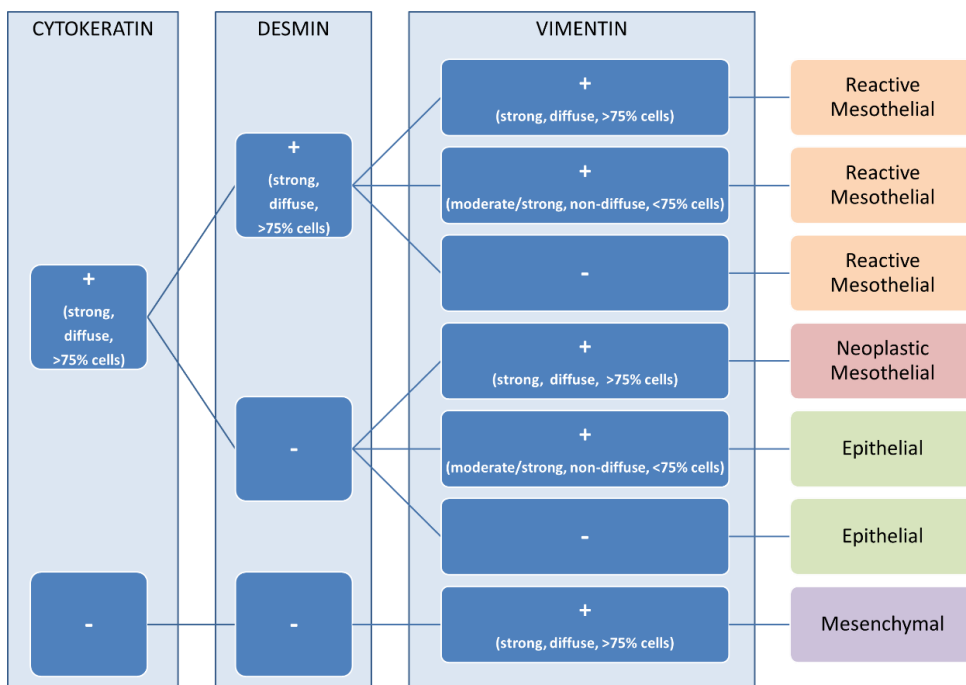 CYTOKERATIN
DESMIN
VIMENTIN
+
(strong,
diffuse,
>75% cells)
-
+
(strong,
diffuse,
>75% cells)
-
-
+
(strong, diffuse, >75% cells)
+
(moderate/strong, non-diffuse, <75% cells)
-
+
(strong, diffuse, >75% cells)
+
(moderate/strong, non-diffuse, <75% cells)
-
+
(strong, diffuse, >75% cells)
Reactive
Mesothelial
Reactive
Mesothelial
Reactive
Mesothelial
Neoplastic
Mesothelial
Epithelial
Epithelial
Mesenchymal